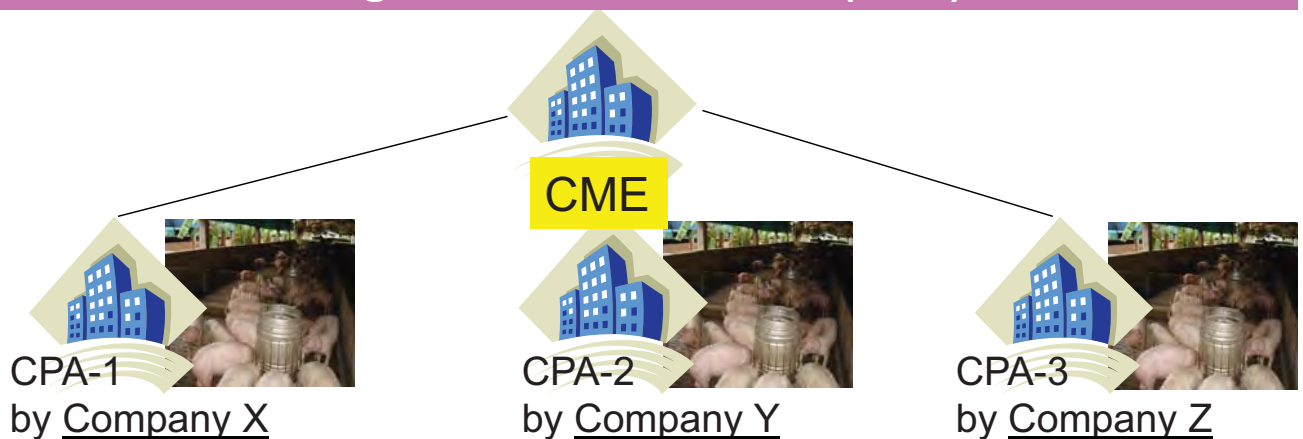 CME
CPA-1
by Company X
CPA-2
by Company Y
CPA-3
by Company Z